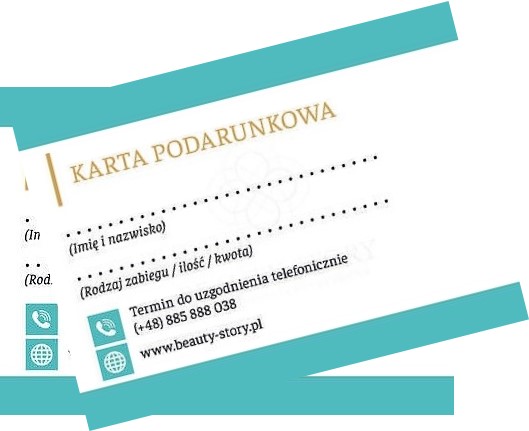 KARTA PODARUNKOWA
(Imię i nazwisko)
(Rodzaj zabiegu / ilość / kwota)
Termin do uzgodnienia telefonicznie
(+48) 885 888 038
www.beauty-story.pl
(In
(Rod.